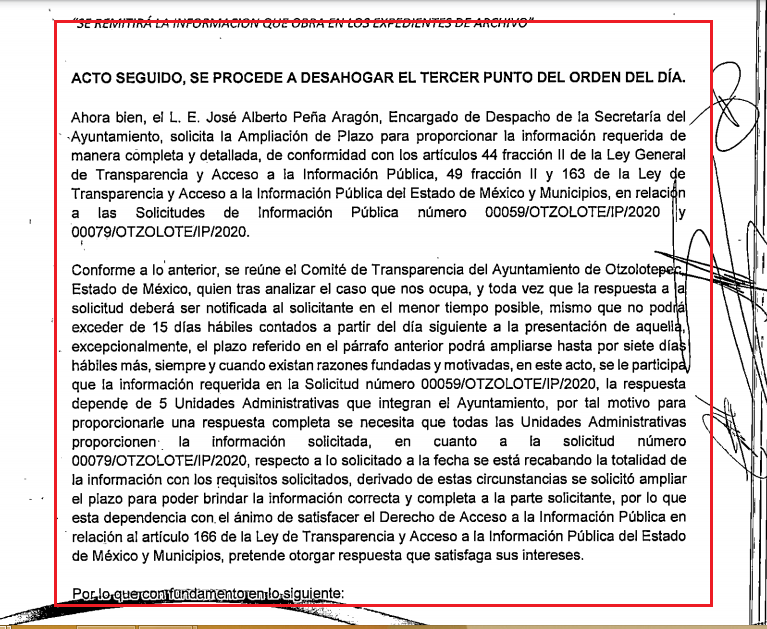 "SE REMITIRÁ LA INFORMACION QUE OBRA EN LOS EXPEDIENTES DE ARCHIVO"
ACTO SEGUIDO, SE PROCEDE A DESAHOGAR EL TERCER PUNTO DEL ORDEN DEL DÍA.
Ahora bien, el L. E. José Alberto Peña Aragón, Encargado de Despacho de la Secretaría del
Ayuntamiento, solicita la Ampliación de Plazo para proporcionar la información requerida de
manera completa y detallada, de conformidad con los artículos 44 fracción II de la Ley General
de Transparencia y Acceso a la Información Pública, 49 fracción II y 163 de la Ley de
Transparencia y Acceso a la Información Pública del Estado de México y Municipios, en relación
a las Solicitudes de Información Pública número 00059/OTZOLOTE/IP/2020 y
00079/OTZOLOTE/IP/2020.
Conforme a lo anterior, se reúne el Comité de Transparencia del Ayuntamiento de Otzolotepec,
Estado de México, quien tras analizar el caso que nos ocupa, y toda vez que la respuesta a la
solicitud deberá ser notificada al solicitante en el menor tiempo posible, mismo que no podrá
exceder de 15 días hábiles contados a partir del día siguiente a la presentación de aquella,
excepcionalmente, el plazo referido en el párrafo anterior podrá ampliarse hasta por siete días
hábiles más, siempre y cuando existan razones fundadas y motivadas, en este acto, se le participa
que la información requerida en la Solicitud número 00059/OTZOLOTE/IP/2020, la respuesta
depende de 5 Unidades Administrativas que integran el Ayuntamiento, por tal motivo para
proporcionarle una respuesta completa se necesita que todas las Unidades Administrativas
proporcionen la información solicitada, en cuanto a la solicitud número
00079/OTZOLOTE/IP/2020, respecto a lo solicitado a la fecha se está recabando la totalidad de
la información con los requisitos solicitados, derivado de estas circunstancias se solicitó ampliar
el plazo para poder brindar la información correcta y completa a la parte solicitante, por lo que
esta dependencia con el ánimo de satisfacer el Derecho de Acceso a la Información Pública en
relación al artículo 166 de la Ley de Transparencia y Acceso a la Información Pública del Estado
de México y Municipios, pretende otorgar respuesta que satisfaga sus intereses.
Por lo que con fundamento en lo siguiente: